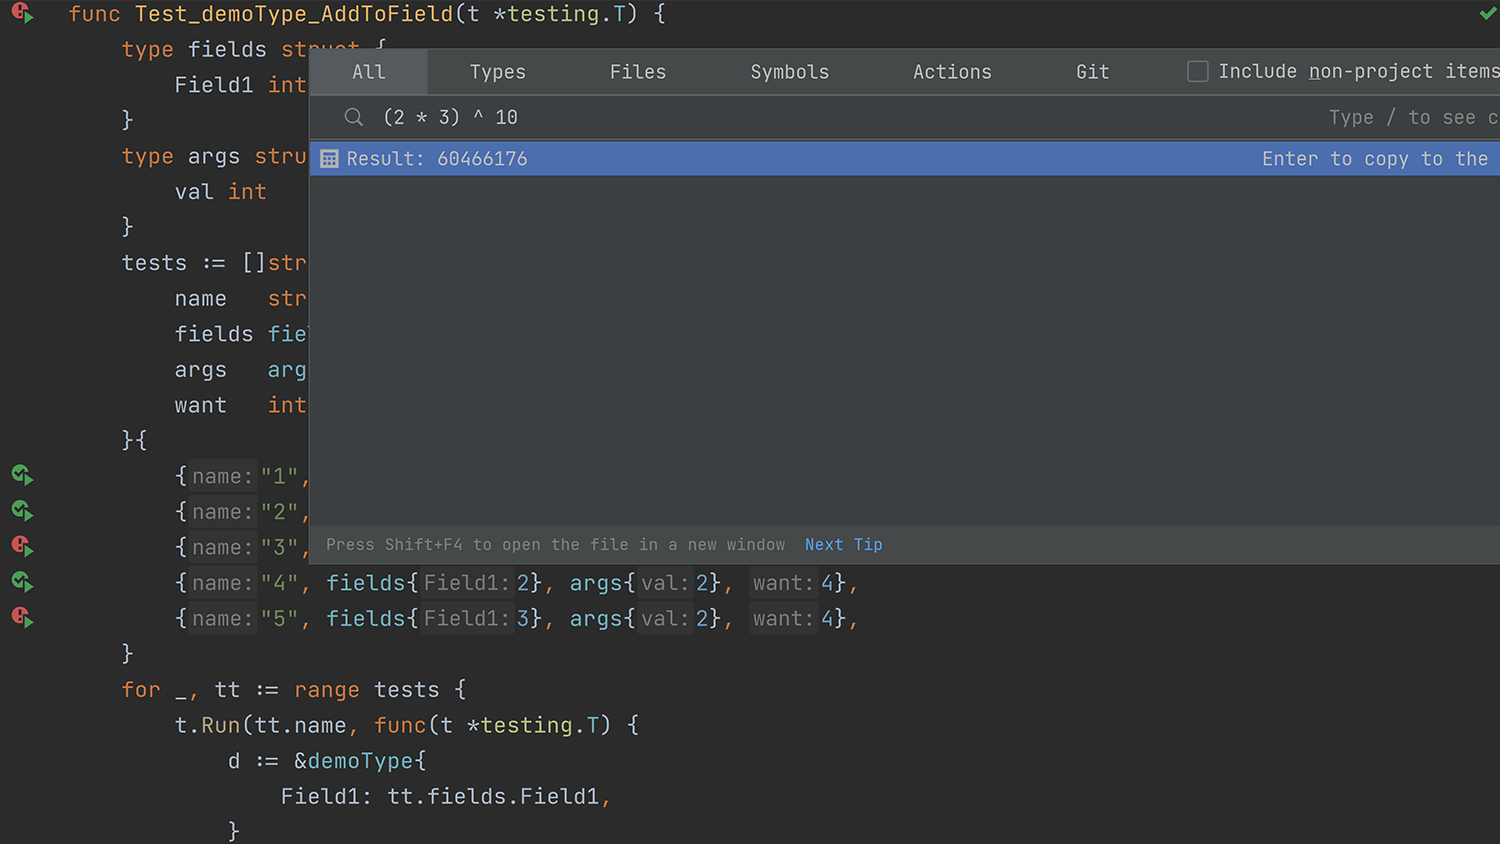 func Test_demoType_AddToField(t *testing.T) {
type fields struct {
All Types Files Symbols Actions Git Include non-project items
Field1 int
(2 * 3) ^ 10 Type / to see c
}
type args stru
Result: 60466176 Enter to copy to the
val int
}
tests := []str
name str
fields fie
args arg
want int
}{
{name:"1",
{name:"2",
{name:"3",
Press Shift+F4 to open the file in a new window Next Tip
{name:"4", fields{Field1:2}, args{val:2}, want:4},
{name:"5", fields{Field1:3}, args{val:2}, want:4},
}
for _, tt := range tests {
t.Run(tt.name, func(t *testing.T) {
d := &demoType{
Field1: tt.fields.Field1,
}